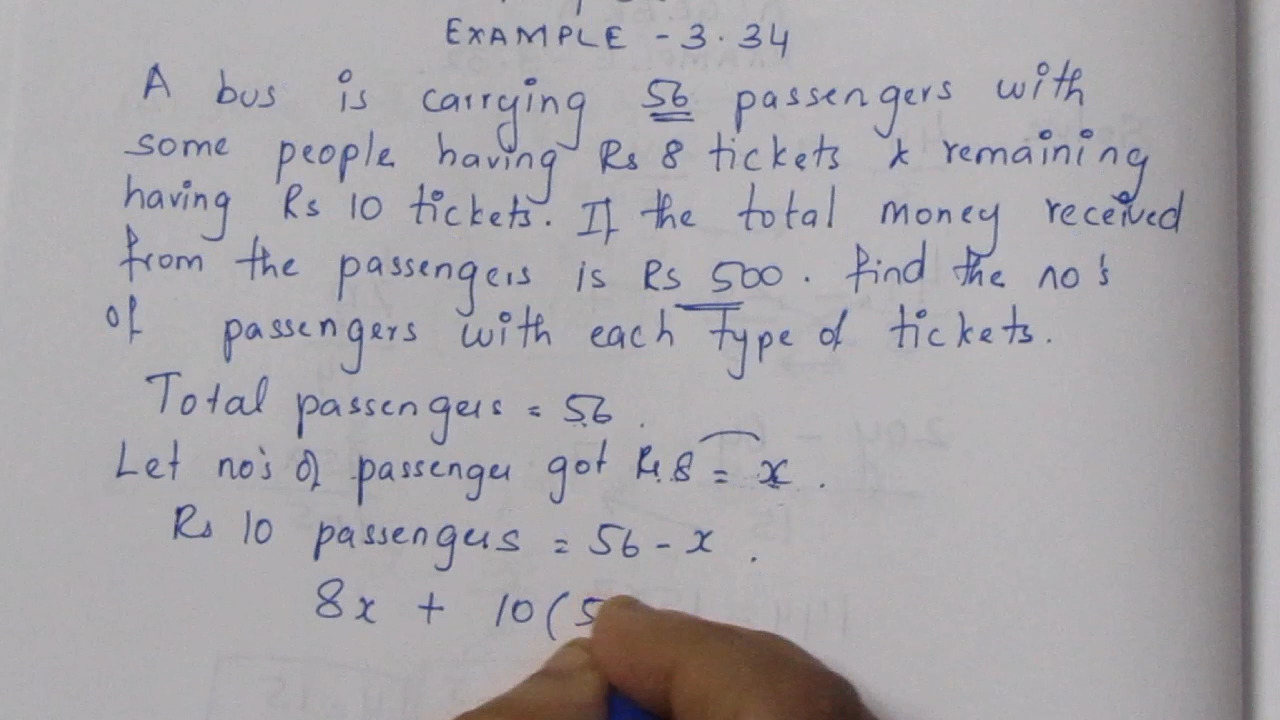 EXAMPLE - 3.34
A bus is carrying 56 passengers with
some people having Rs 8 tickets & remaining
having Rs 10 tickets. If the total money received
from the passengers is Rs 500. find the no's
of passengers with each Type of tickets.
Total passengers = 56.
Let no's of passenger got Rs 8 = x.
Rs 10 passengers = 56 - x.
8x + 10(5